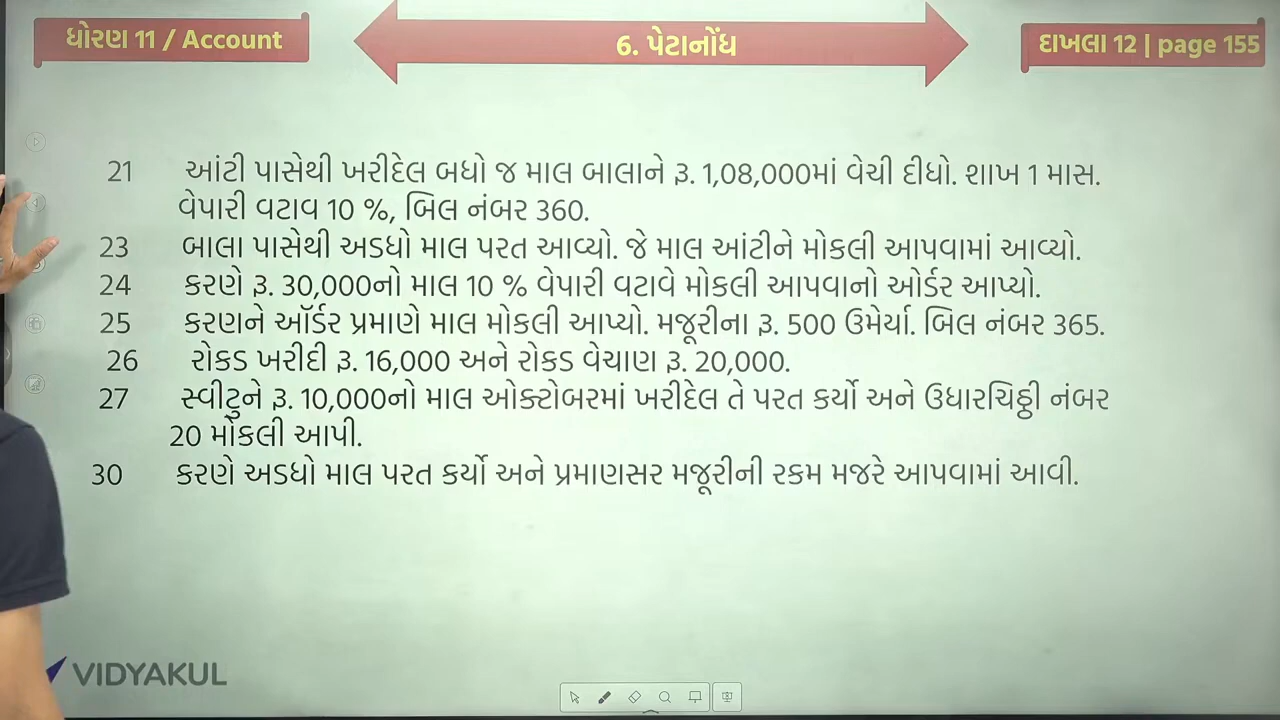 ધોરણ 11 / Account
6. પેટાનોંધ
દાખલા 12 | page 155
21 આંટી પાસેથી ખરીદેલ બધો જ માલ બાલાને રૂ. 1,08,000માં વેચી દીધો. શાખ 1 માસ.
વેપારી વટાવ 10 %, બિલ નંબર 360.
23 બાલા પાસેથી અડધો માલ પરત આવ્યો. જે માલ આંટીને મોકલી આપવામાં આવ્યો.
24 કરણે રૂ. 30,000નો માલ 10 % વેપારી વટાવે મોકલી આપવાનો ઓર્ડર આપ્યો.
25 કરણને ઑર્ડર પ્રમાણે માલ મોકલી આપ્યો. મજૂરીના રૂ. 500 ઉમેર્યા. બિલ નંબર 365.
26 રોકડ ખરીદી રૂ. 16,000 અને રોકડ વેચાણ રૂ. 20,000.
27 સ્વીટુને રૂ. 10,000નો માલ ઓક્ટોબરમાં ખરીદેલ તે પરત કર્યો અને ઉધારચિઠ્ઠી નંબર
20 મોકલી આપી.
30 કરણે અડધો માલ પરત કર્યો અને પ્રમાણસર મજૂરીની રકમ મજરે આપવામાં આવી.
VIDYAKUL